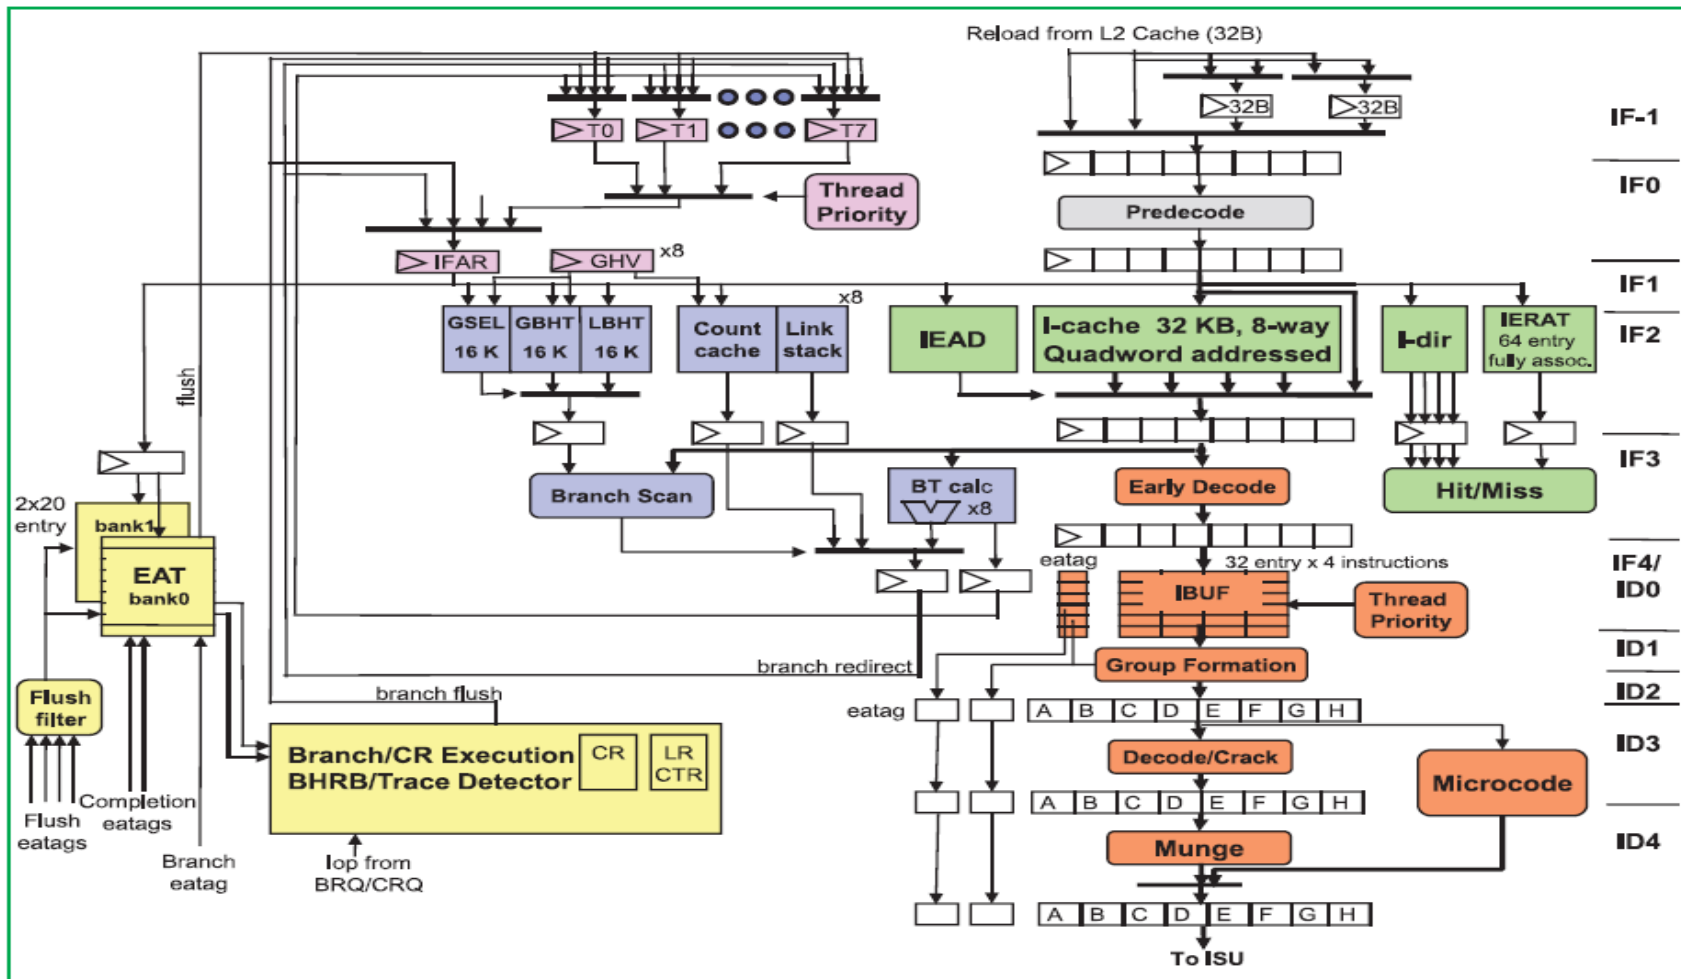 Reload from L2 Cache (32B)
32B
32B
IF-1
T0
T1
T7
IF0
Thread
Priority
Predecode
IFAR
GHV
x8
IF1
x8
GSEL
16 K
GBHT
16 K
LBHT
16 K
Count
cache
Link
stack
IEAD
I-cache 32 KB, 8-way
Quadword addressed
I-dir
IERAT
64 entry
fully assoc.
IF2
flush
IF3
Branch Scan
BT calc
x8
Early Decode
Hit/Miss
2x20
entry
bank1
EAT
bank0
eatag
32 entry x 4 instructions
IF4/
ID0
IBUF
Thread
Priority
ID1
branch redirect
Group Formation
ID2
Flush
filter
branch flush
eatag
A B C D E F G H
Branch/CR Execution
BHRB/Trace Detector
CR
LR
CTR
Decode/Crack
Microcode
ID3
A B C D E F G H
Completion
eatags
Flush
eatags
Branch
eatag
Iop from
BRQ/CRQ
Munge
ID4
A B C D E F G H
To ISU